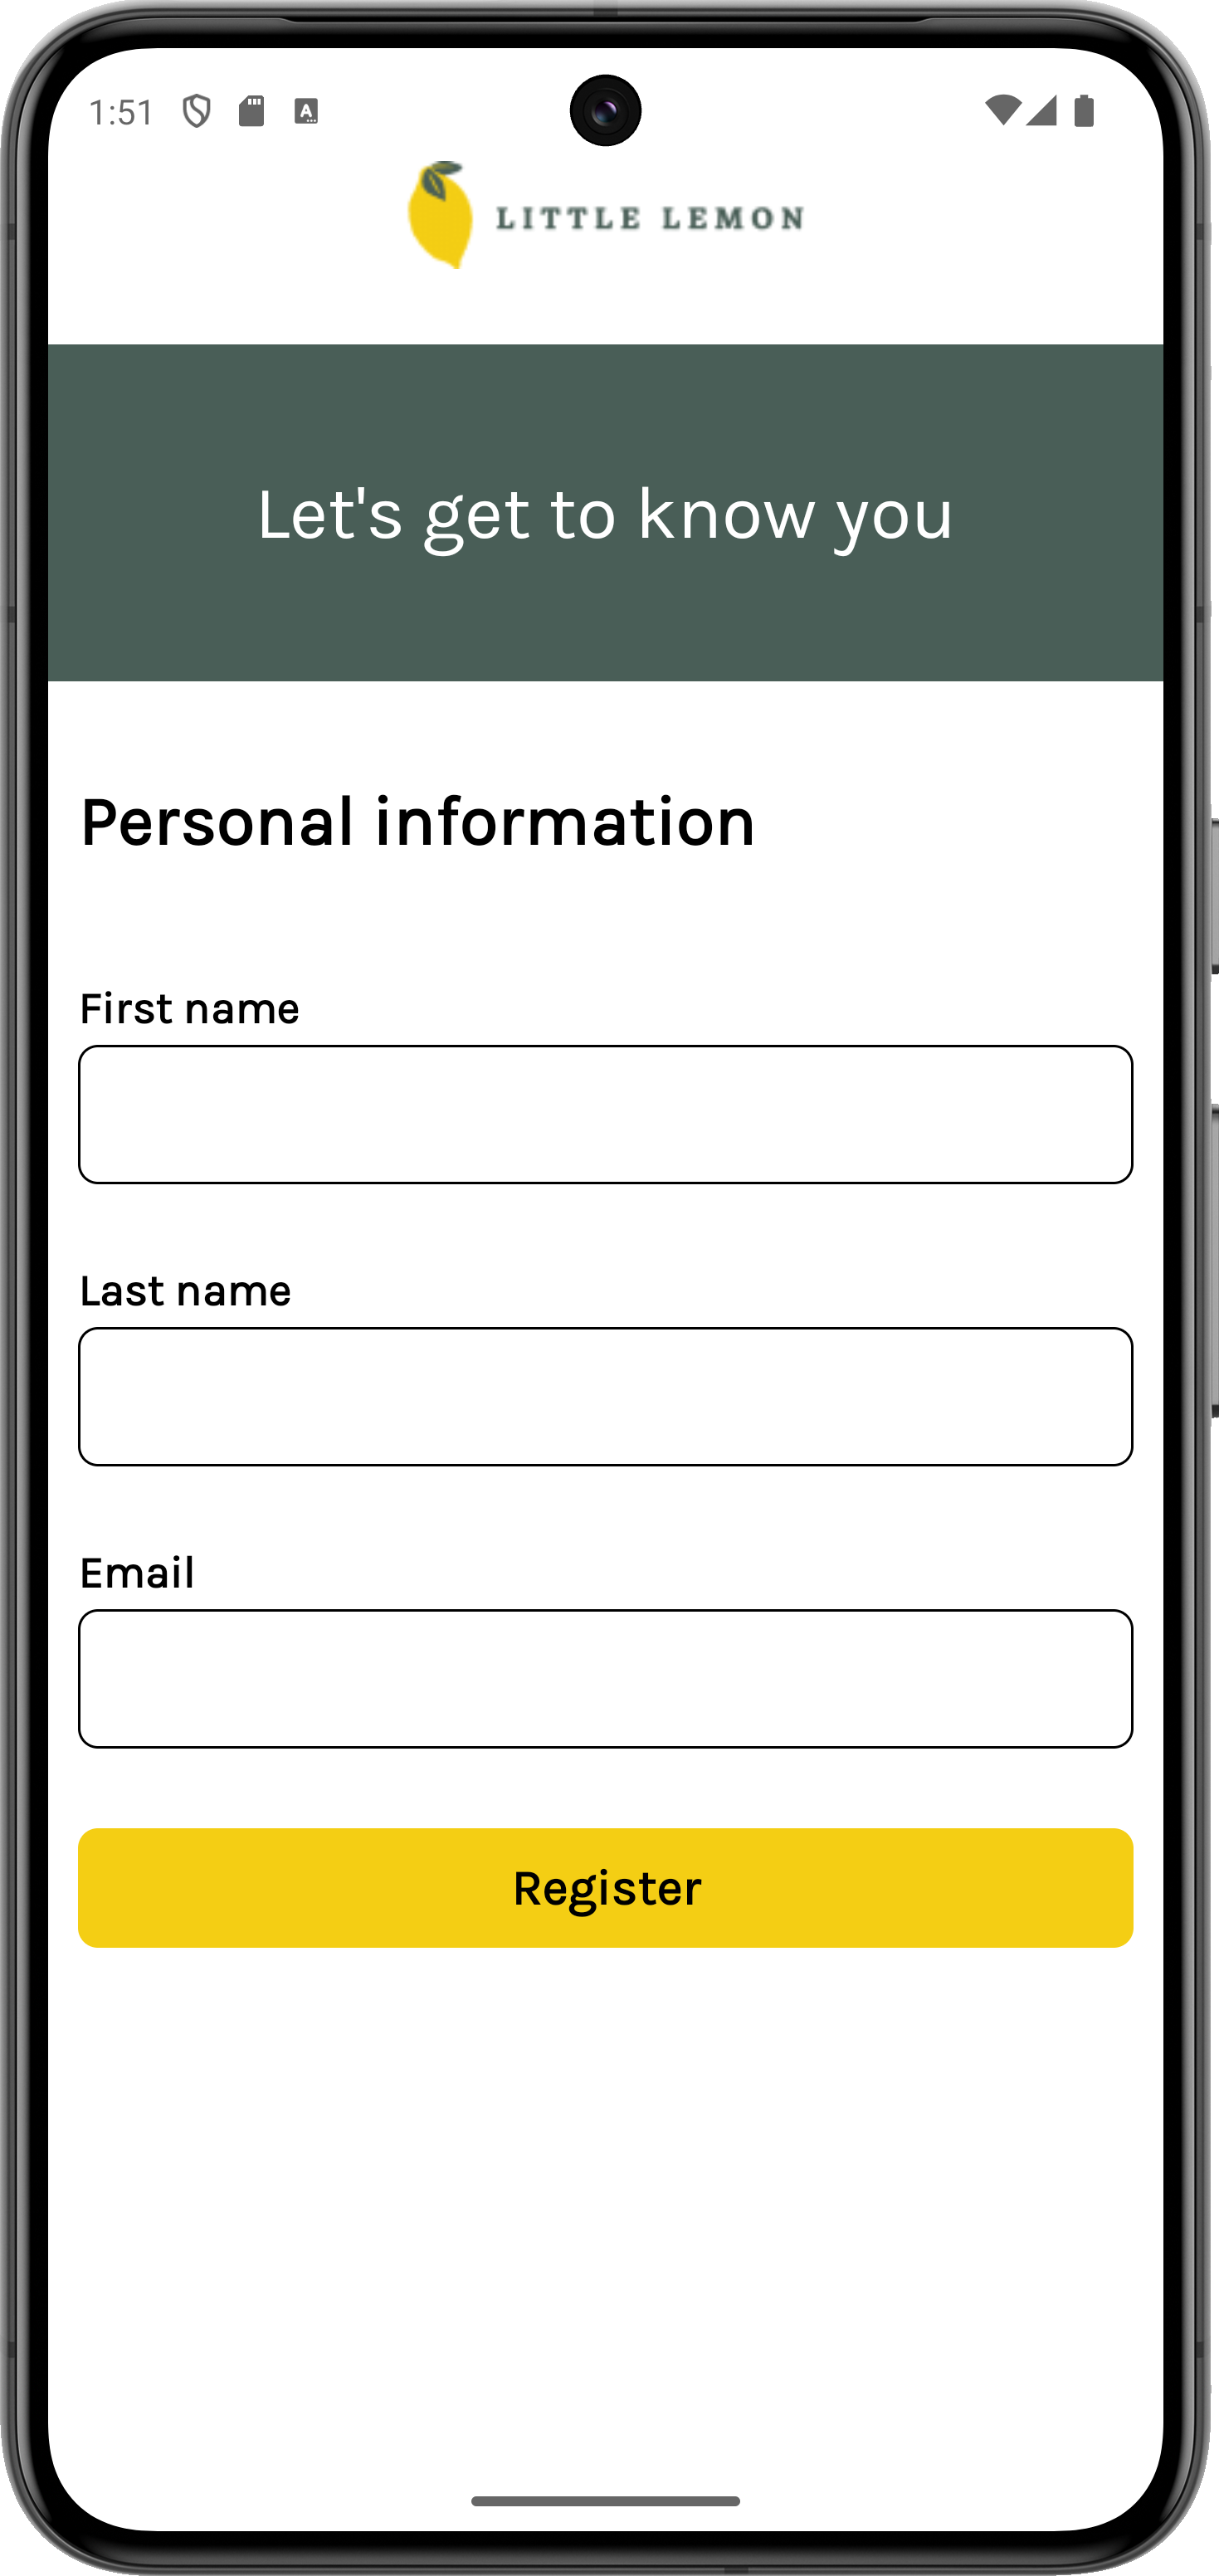 1:51
A
LITTLE LEMON
Let's get to know you
Personal information
First name
Last name
Email
Register